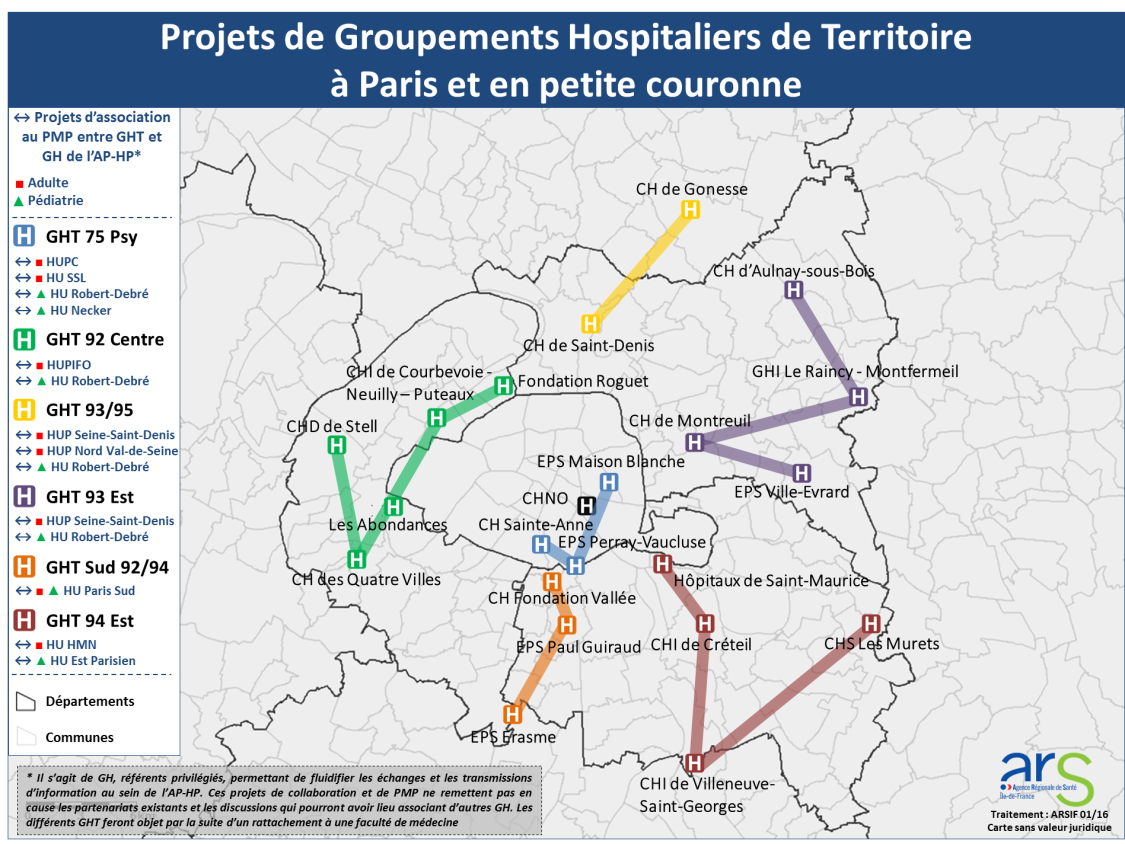 Projets de Groupements Hospitaliers de Territoire
à Paris et en petite couronne
↔ Projets d'association
au PMP entre GHT et
GH de l'AP-HP*
Adulte
Pédiatrie
H GHT 75 Psy
↔ HUPC
↔ HU SSL
↔ HU Robert-Debré
↔ HU Necker
H GHT 92 Centre
↔ HUPIFO
↔ HU Robert-Debré
H GHT 93/95
↔ HUP Seine-Saint-Denis
↔ HUP Nord Val-de-Seine
↔ HU Robert-Debré
H GHT 93 Est
↔ HUP Seine-Saint-Denis
↔ HU Robert-Debré
H GHT Sud 92/94
↔ HU Paris Sud
H GHT 94 Est
↔ HU HMN
↔ HU Est Parisien
Départements
Communes
CH de Gonesse
H
CH d'Aulnay-sous-Bois
H
H
CH de Saint-Denis
CHI de Courbevoie -
Neuilly – Puteaux
H Fondation Roguet
GHI Le Raincy - Montfermeil
H
H
CHD de Stell
H
CH de Montreuil
H
EPS Maison Blanche
H
H
EPS Ville-Evrard
CHNO H
H
Les Abondances
CH Sainte-Anne
H
EPS Perray-Vaucluse
H
H
CH des Quatre Villes
H
Hôpitaux de Saint-Maurice
H
CH Fondation Vallée
H
EPS Paul Guiraud
H
CHI de Créteil
H
CHS Les Murets
H
EPS Erasme
H
CHI de Villeneuve-
Saint-Georges
* Il s'agit de GH, référents privilégiés, permettant de fluidifier les échanges et les transmissions
d'information au sein de l'AP-HP. Ces projets de collaboration et de PMP ne remettent pas en
cause les partenariats existants et les discussions qui pourront avoir lieu associant d'autres GH. Les
différents GHT feront objet par la suite d'un rattachement à une faculté de médecine
ars
Agence Régionale de Santé
Île-de-France
Traitement : ARSIF 01/16
Carte sans valeur juridique